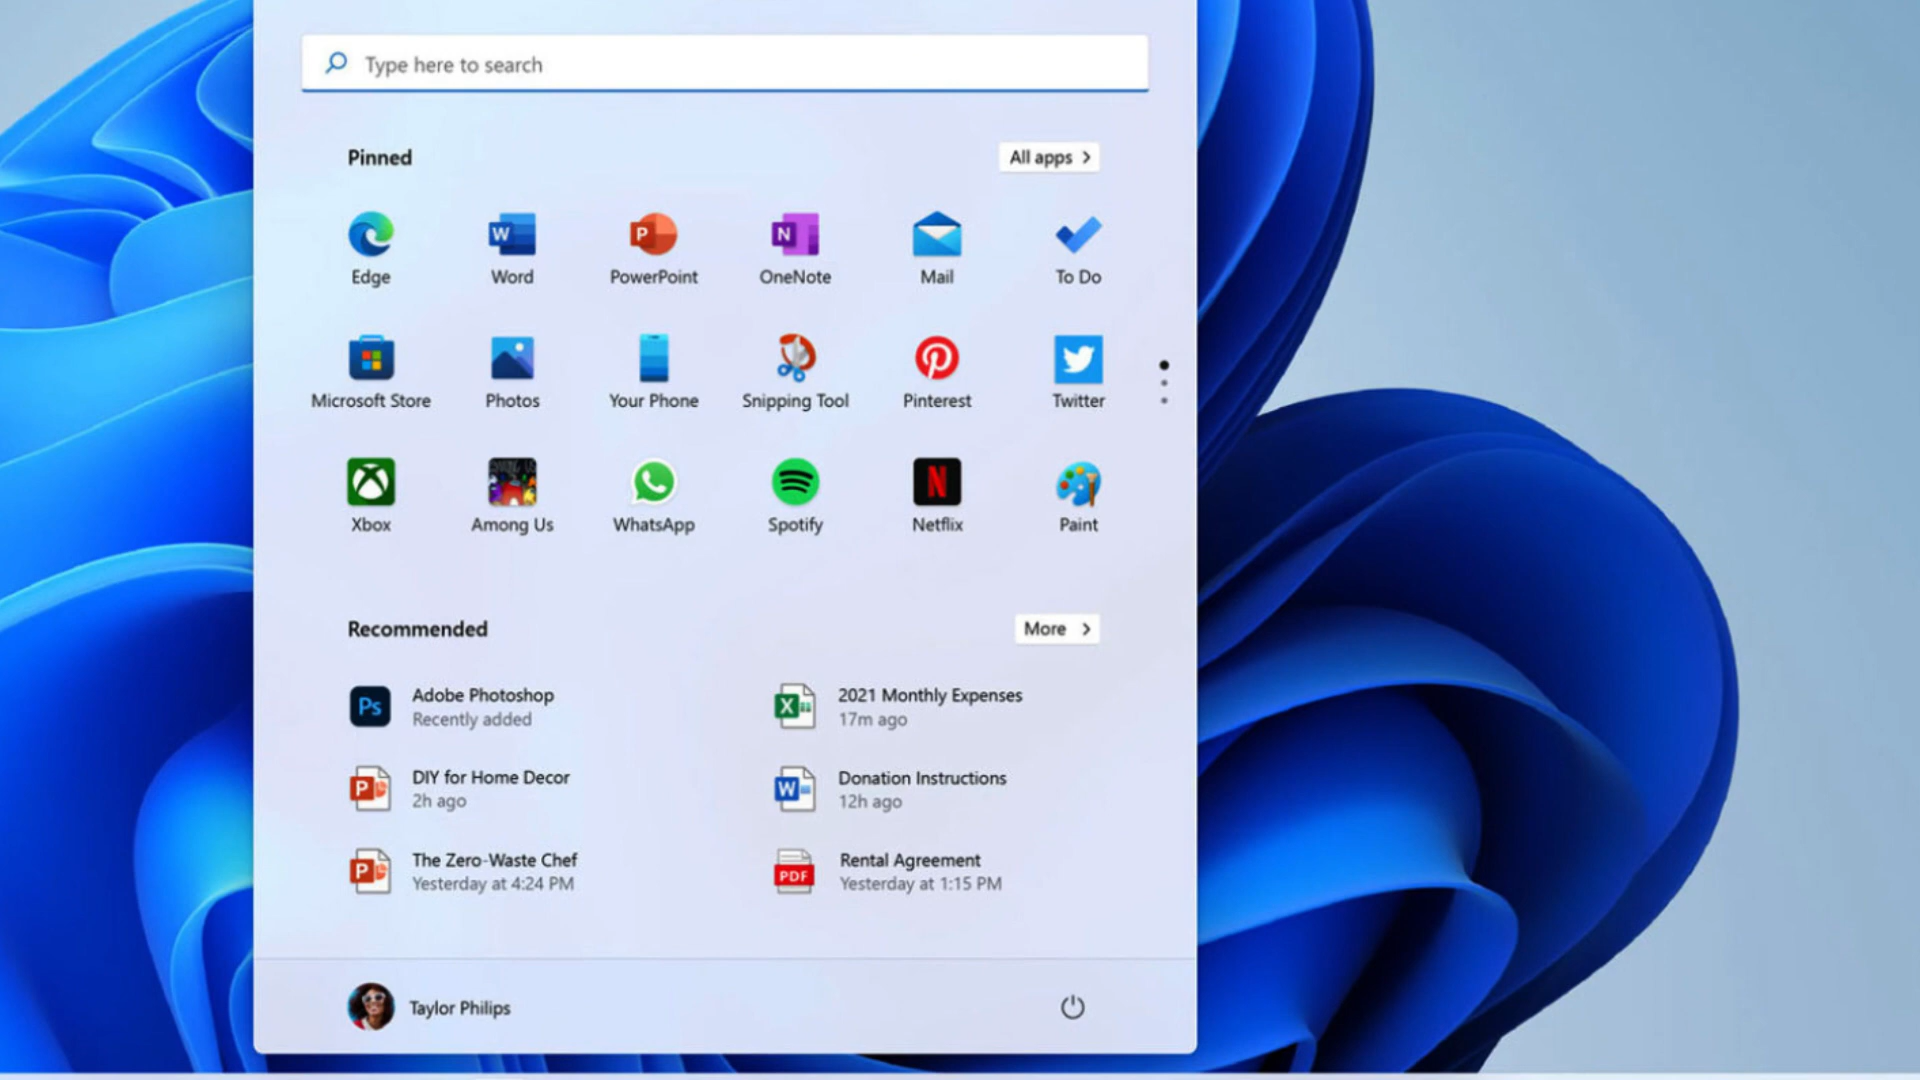 Type here to search
Pinned
All apps >
Edge
Word
PowerPoint
OneNote
Mail
To Do
Microsoft Store
Photos
Your Phone
Snipping Tool
Pinterest
Twitter
Xbox
Among Us
WhatsApp
Spotify
Netflix
Paint
Recommended
More >
Adobe Photoshop
Recently added
2021 Monthly Expenses
17m ago
DIY for Home Decor
2h ago
Donation Instructions
12h ago
The Zero-Waste Chef
Yesterday at 4:24 PM
Rental Agreement
Yesterday at 1:15 PM
Taylor Philips